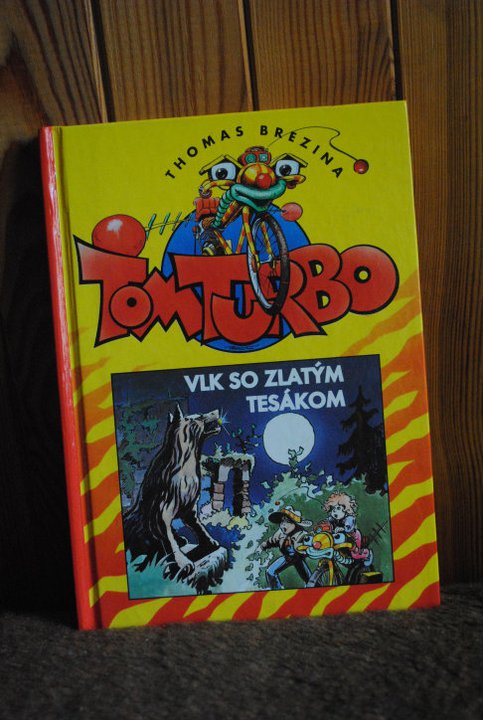 THOMAS BREZINA
TOM TURBO
VLK SO ZLATÝM
TESÁKOM